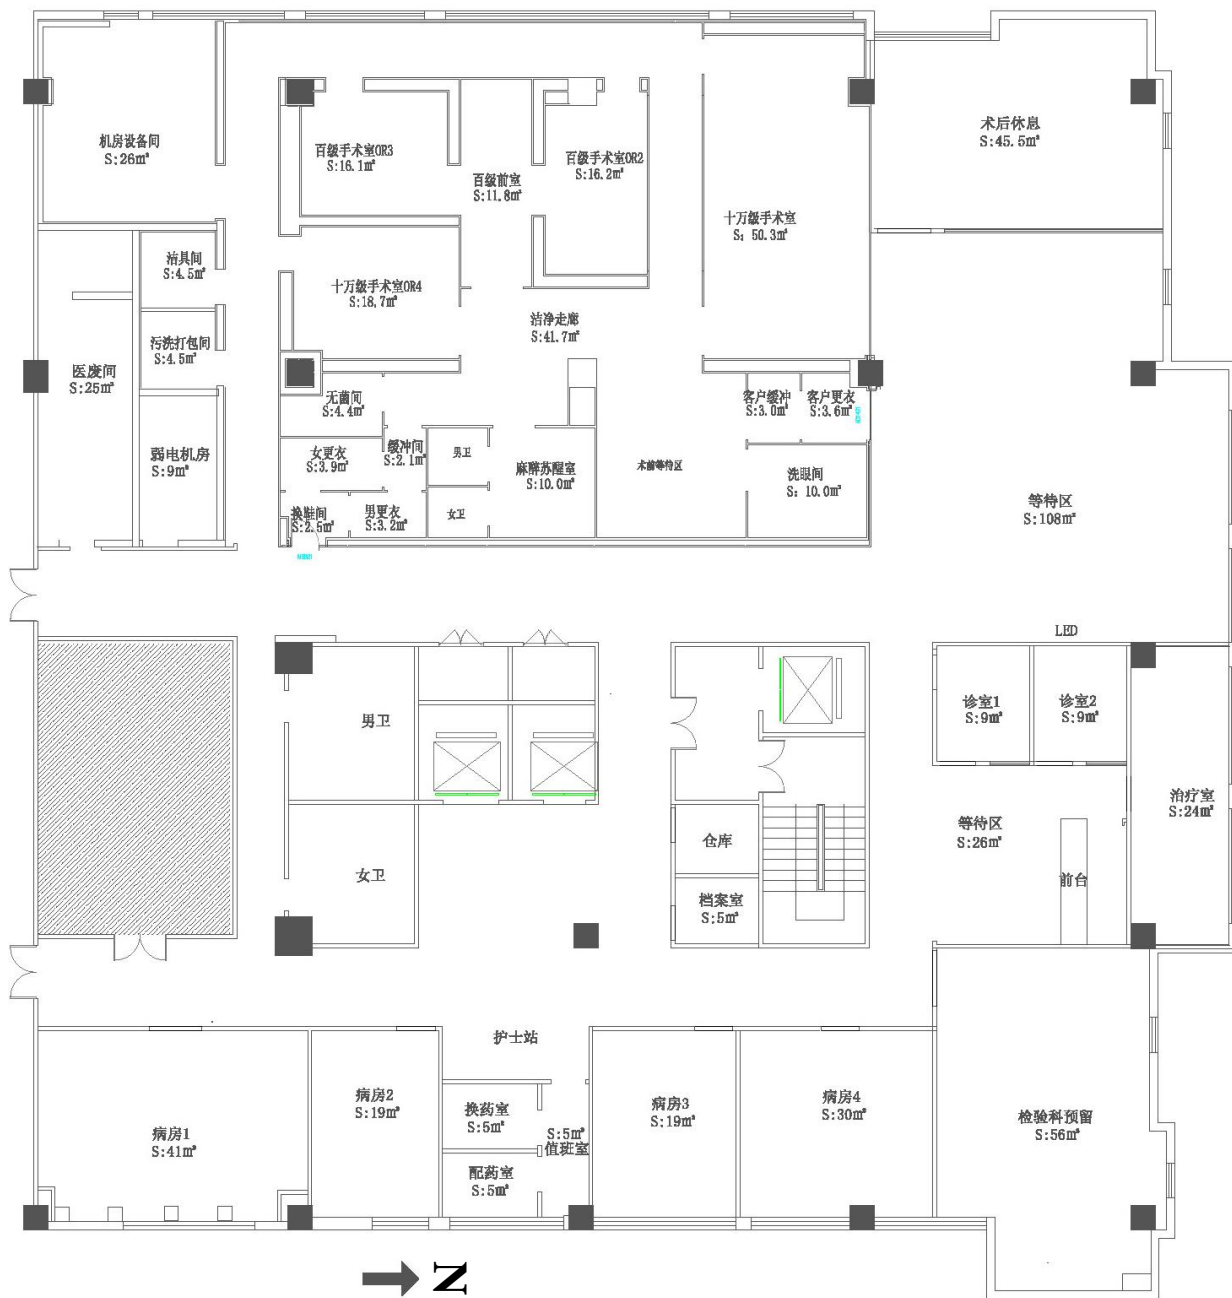 机房设备间
S:26m²
百级手术室OR3
S:16.1m²
百级前室
S:11.8m²
百级手术室OR2
S:16.2m²
十万级手术室
S: 50.3m²
术后休息
S:45.5m²
洁具间
S:4.5m²
十万级手术室OR4
S:18.7m²
洁净走廊
S:41.7m²
污洗打包间
S:4.5m²
医废间
S:25m²
弱电机房
S:9m²
无菌间
S:4.4m²
女更衣
S:3.9m²
缓冲间
S:2.1m²
换鞋间
S:2.5m²
男更衣
S:3.2m²
男卫
女卫
麻醉苏醒室
S:10.0m²
术前等待区
客户缓冲
S:3.0m²
客户更衣
S:3.6m²
洗眼间
S: 10.0m²
等待区
S:108m²
LED
男卫
女卫
仓库
档案室
S:5m²
诊室1
S:9m²
诊室2
S:9m²
等待区
S:26m²
前台
治疗室
S:24m²
护士站
病房1
S:41m²
病房2
S:19m²
换药室
S:5m²
配药室
S:5m²
S:5m²
值班室
病房3
S:19m²
病房4
S:30m²
检验科预留
S:56m²
N